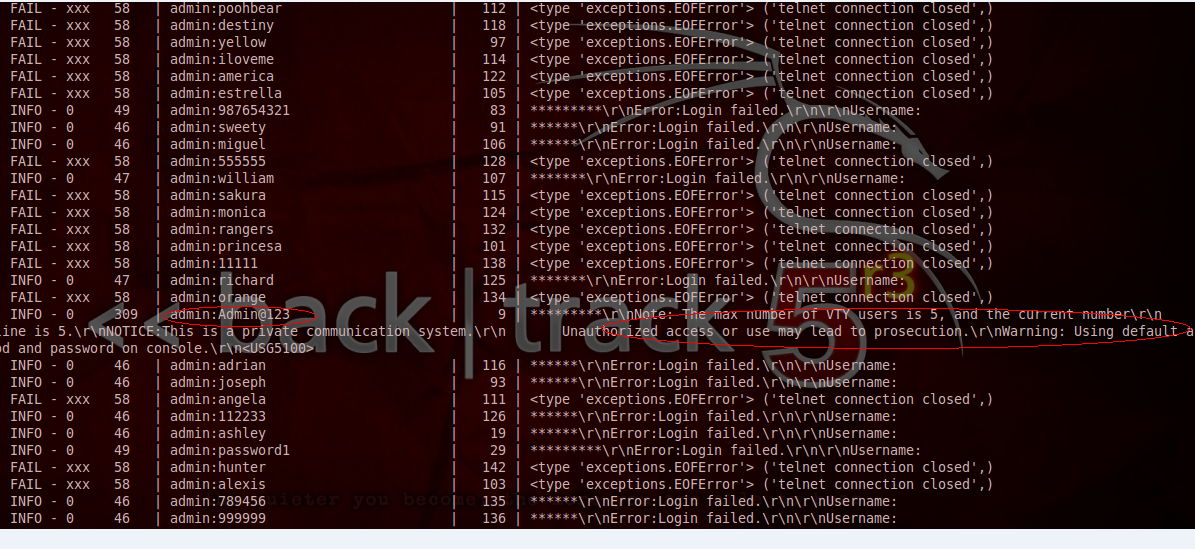 FAIL - xxx   58   | admin:poohbear   |   112 | <type 'exceptions.EOFError'> ('telnet connection closed',)
FAIL - xxx   58   | admin:destiny   |   118 | <type 'exceptions.EOFError'> ('telnet connection closed',)
FAIL - xxx   58   | admin:yellow   |   97 | <type 'exceptions.EOFError'> ('telnet connection closed',)
FAIL - xxx   58   | admin:iloveme   |   114 | <type 'exceptions.EOFError'> ('telnet connection closed',)
FAIL - xxx   58   | admin:america   |   122 | <type 'exceptions.EOFError'> ('telnet connection closed',)
FAIL - xxx   58   | admin:estrella   |   105 | <type 'exceptions.EOFError'> ('telnet connection closed',)
INFO - 0   49   | admin:987654321   |   83 | *********\r\nError:Login failed.\r\n\r\nUsername:
INFO - 0   46   | admin:sweety   |   91 | ******\r\nError:Login failed.\r\n\r\nUsername:
INFO - 0   46   | admin:miguel   |   106 | ******\r\nError:Login failed.\r\n\r\nUsername:
FAIL - xxx   58   | admin:555555   |   128 | <type 'exceptions.EOFError'> ('telnet connection closed',)
INFO - 0   47   | admin:william   |   107 | *******\r\nError:Login failed.\r\n\r\nUsername:
FAIL - xxx   58   | admin:sakura   |   115 | <type 'exceptions.EOFError'> ('telnet connection closed',)
FAIL - xxx   58   | admin:monica   |   124 | <type 'exceptions.EOFError'> ('telnet connection closed',)
FAIL - xxx   58   | admin:rangers   |   132 | <type 'exceptions.EOFError'> ('telnet connection closed',)
FAIL - xxx   58   | admin:princesa   |   101 | <type 'exceptions.EOFError'> ('telnet connection closed',)
FAIL - xxx   58   | admin:11111   |   138 | <type 'exceptions.EOFError'> ('telnet connection closed',)
INFO - 0   47   | admin:richard   |   125 | *******\r\nError:Login failed.\r\n\r\nUsername:
FAIL - xxx   58   | admin:orange   |   134 | <type 'exceptions.EOFError'> ('telnet connection closed',)
INFO - 0   309   | admin:Admin@123   |   9 | *********\r\nNote: The max number of VTY users is 5, and the current number\r\n
line is 5.\r\nNOTICE:This is a private communication system.\r\n   Unauthorized access or use may lead to prosecution.\r\nWarning: Using default a
od and password on console.\r\n<USG5100>
<< back | track 5 r3
INFO - 0   46   | admin:adrian   |   116 | ******\r\nError:Login failed.\r\n\r\nUsername:
INFO - 0   46   | admin:joseph   |   93 | ******\r\nError:Login failed.\r\n\r\nUsername:
FAIL - xxx   58   | admin:angela   |   111 | <type 'exceptions.EOFError'> ('telnet connection closed',)
INFO - 0   46   | admin:112233   |   126 | ******\r\nError:Login failed.\r\n\r\nUsername:
INFO - 0   46   | admin:ashley   |   19 | ******\r\nError:Login failed.\r\n\r\nUsername:
INFO - 0   49   | admin:password1   |   29 | *********\r\nError:Login failed.\r\n\r\nUsername:
FAIL - xxx   58   | admin:hunter   |   142 | <type 'exceptions.EOFError'> ('telnet connection closed',)
FAIL - xxx   58   | admin:alexis   |   103 | <type 'exceptions.EOFError'> ('telnet connection closed',)
INFO - 0   46   | admin:789456   |   135 | ******\r\nError:Login failed.\r\n\r\nUsername:
you become
INFO - 0   46   | admin:999999   |   136 | ******\r\nError:Login failed.\r\n\r\nUsername: